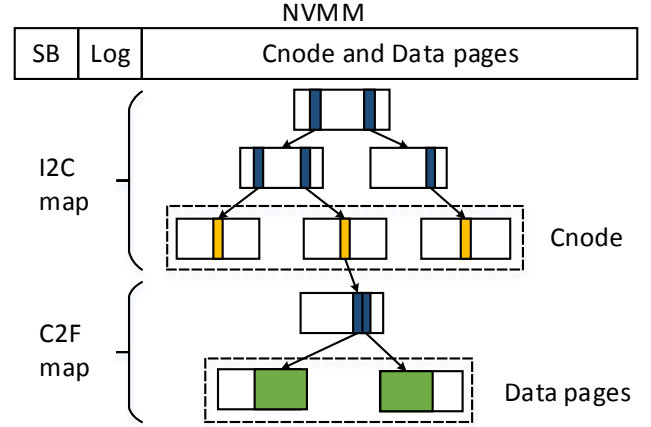 NVMM
SB
Log
Cnode and Data pages
I2C
map
Cnode
C2F
map
Data pages